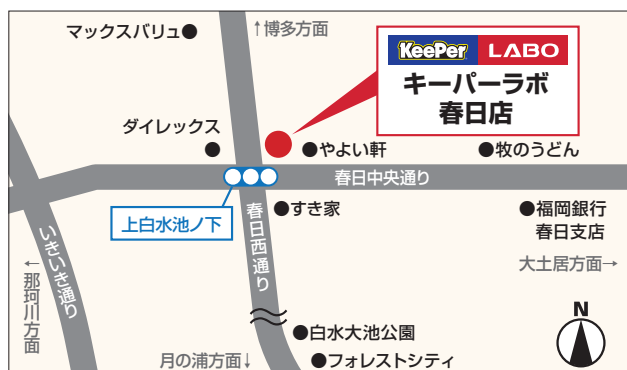 マックスバリュ●
↑博多方面
KeePer LABO
キーパーラボ
春日店
ダイレックス
●やよい軒
●牧のうどん
春日中央通り
上白水池ノ下
●すき家
●福岡銀行
春日支店
春日西通り
いきいき通り
←那珂川方面
大土居方面→
N
●白水大池公園
月の浦方面↓
●フォレストシティ